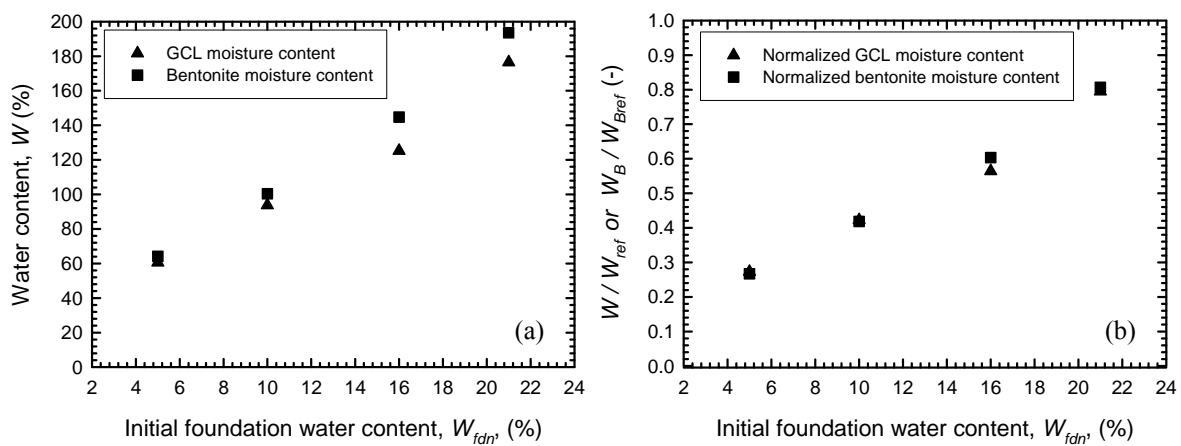 GCL moisture content
Bentonite moisture content
Water content, W (%)
200
180
160
140
120
100
80
60
40
20
0
2 4 6 8 10 12 14 16 18 20 22 24
(a)
Initial foundation water content, Wfdn, (%)
Normalized GCL moisture content
Normalized bentonite moisture content
W / Wref or WB / WBref (-)
1.0
0.9
0.8
0.7
0.6
0.5
0.4
0.3
0.2
0.1
0.0
2 4 6 8 10 12 14 16 18 20 22 24
(b)
Initial foundation water content, Wfdn, (%)